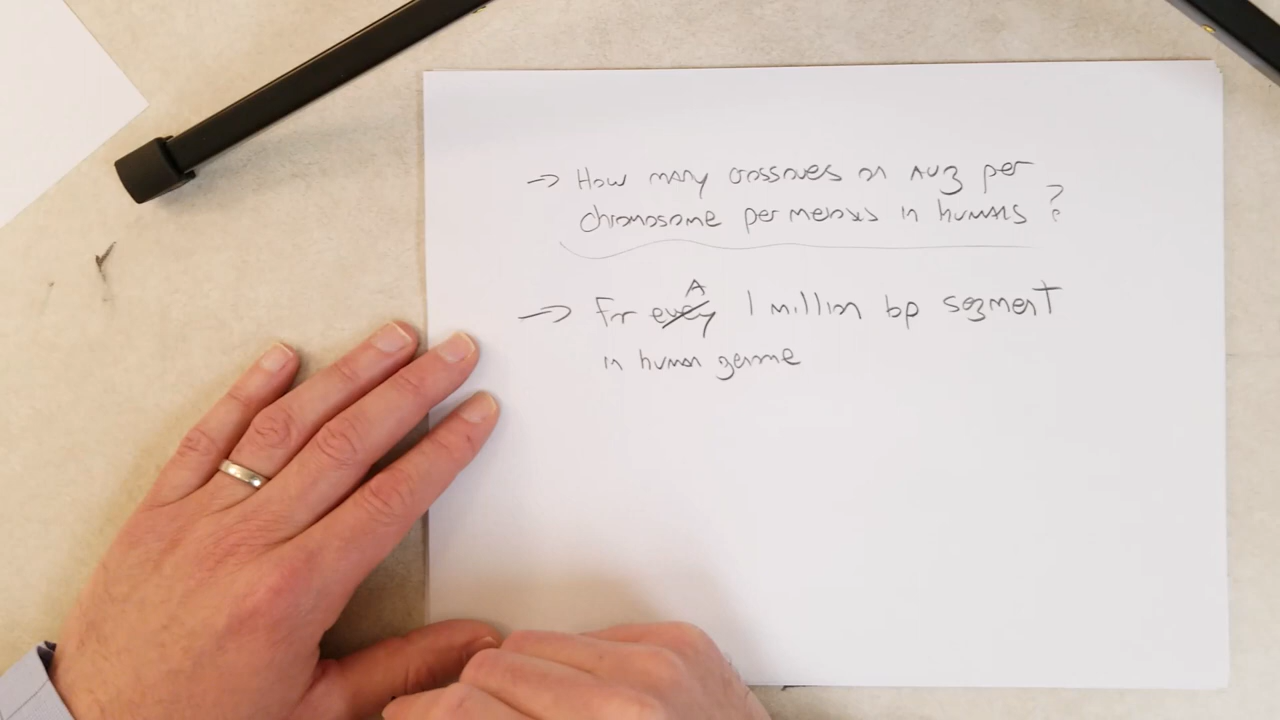 → How many crossovers on AVG per
chromosome per meiosis in humans ?
→ For every A 1 million bp segment
in human genome